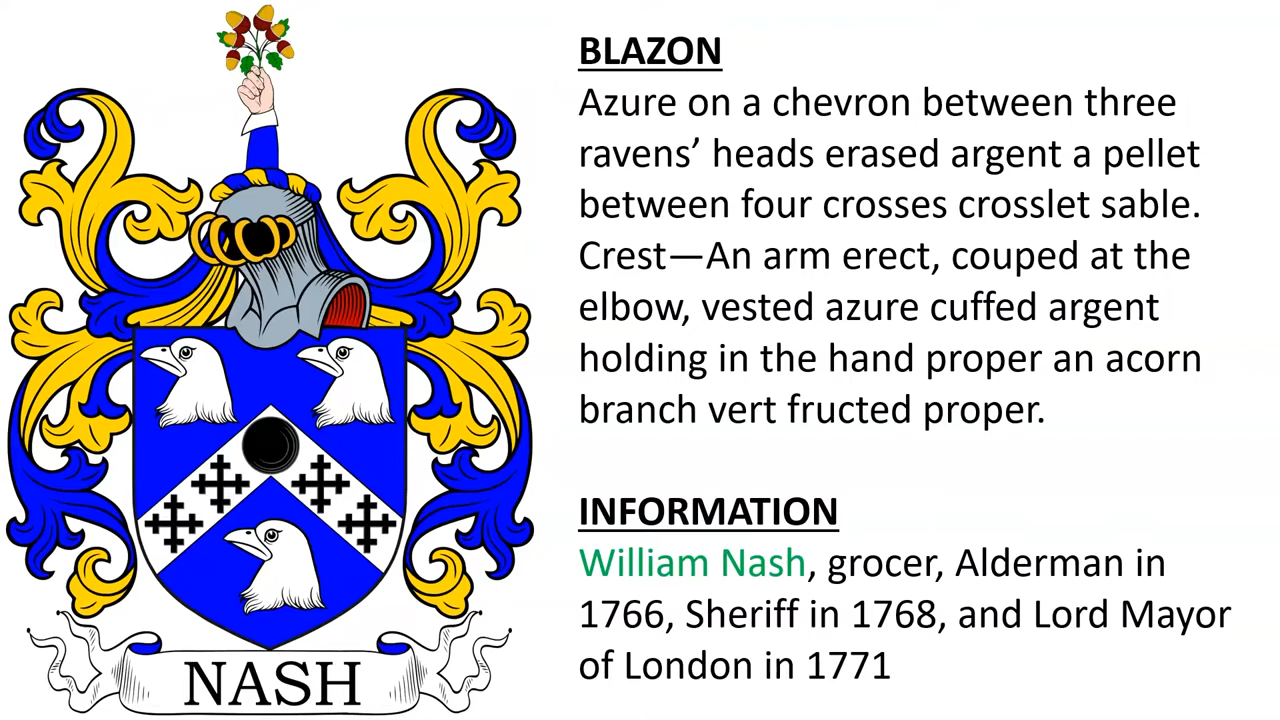 BLAZON
Azure on a chevron between three
ravens’ heads erased argent a pellet
between four crosses crosslet sable.
Crest—An arm erect, couped at the
elbow, vested azure cuffed argent
holding in the hand proper an acorn
branch vert fructed proper.
INFORMATION
William Nash, grocer, Alderman in
1766, Sheriff in 1768, and Lord Mayor
of London in 1771
NASH